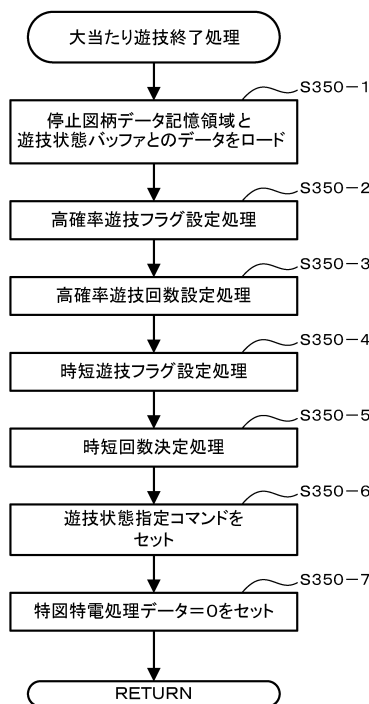 大当たり遊技終了処理
S350-1
停止図柄データ記憶領域と
遊技状態バッファとのデータをロード
S350-2
高確率遊技フラグ設定処理
S350-3
高確率遊技回数設定処理
S350-4
時短遊技フラグ設定処理
S350-5
時短回数決定処理
S350-6
遊技状態指定コマンドを
セット
S350-7
特図特電処理データ=0をセット
RETURN